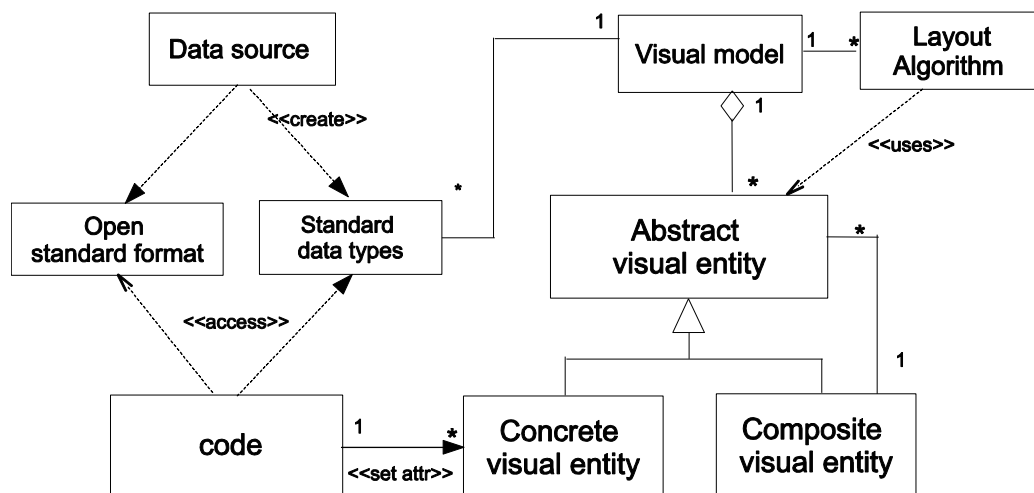 Data source
1
Visual model
1
*
Layout
Algorithm
<<create>>
1
<<uses>>
*
*
Open
standard format
Standard
data types
Abstract
visual entity
*
<<access>>
1
code
1
*
<<set attr>>
Concrete
visual entity
Composite
visual entity